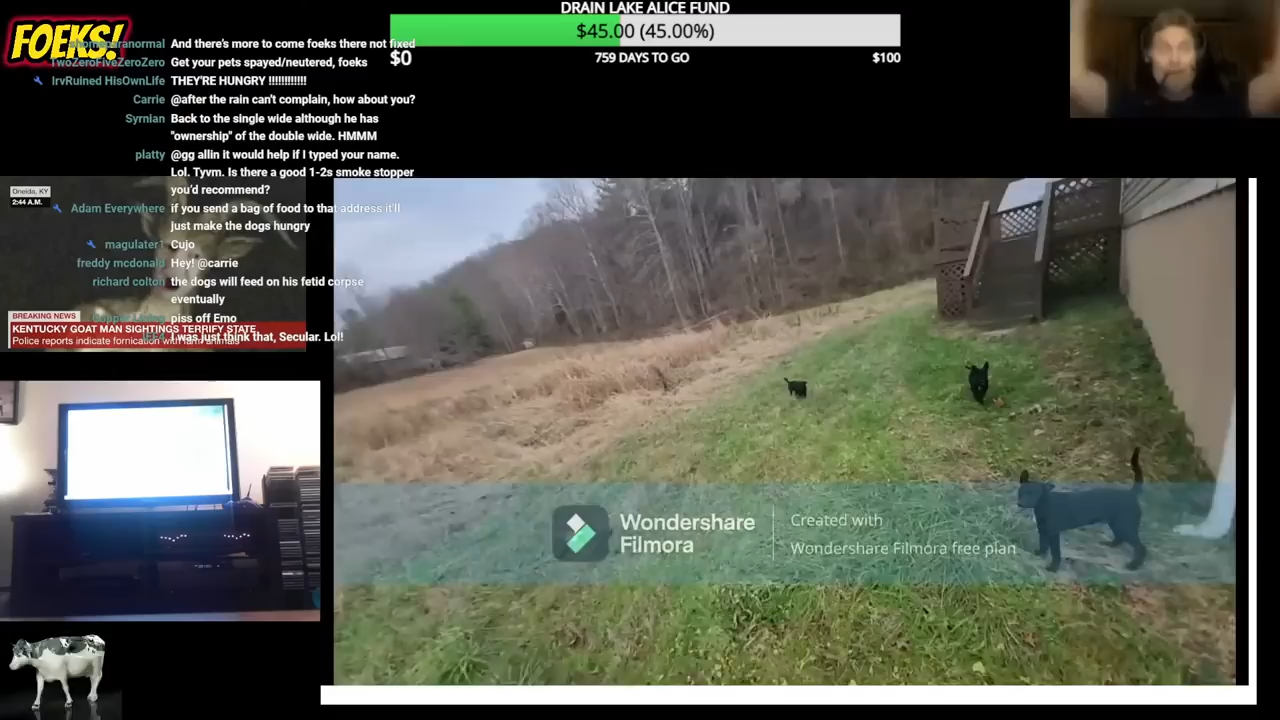 DRAIN LAKE ALICE FUND
$45.00 (45.00%)
$0
759 DAYS TO GO
$100
FOEKS!
And there's more to come foeks there not fixed
TwoZeroFiveZeroZero Get your pets spayed/neutered, foeks
IrvRuined HisOwnLife THEY'RE HUNGRY !!!!!!!!!!!!
Carrie @after the rain can't complain, how about you?
Syrnian Back to the single wide although he has
"ownership" of the double wide. HMMM
platty @gg allin it would help if I typed your name.
Lol. Tyvm. Is there a good 1-2s smoke stopper
you'd recommend?
Adam Everywhere if you send a bag of food to that address it'll
just make the dogs hungry
magulater1 Cujo
freddy mcdonald Hey! @carrie
richard colton the dogs will feed on his fetid corpse
eventually
piss off Emo
I was just think that, Secular. Lol!
Oneida, KY
2:44 A.M.
BREAKING NEWS
KENTUCKY GOAT MAN SIGHTINGS TERRIFY STATE
Police reports indicate fornication with farm animals
Wondershare
Filmora
Created with
Wondershare Filmora free plan